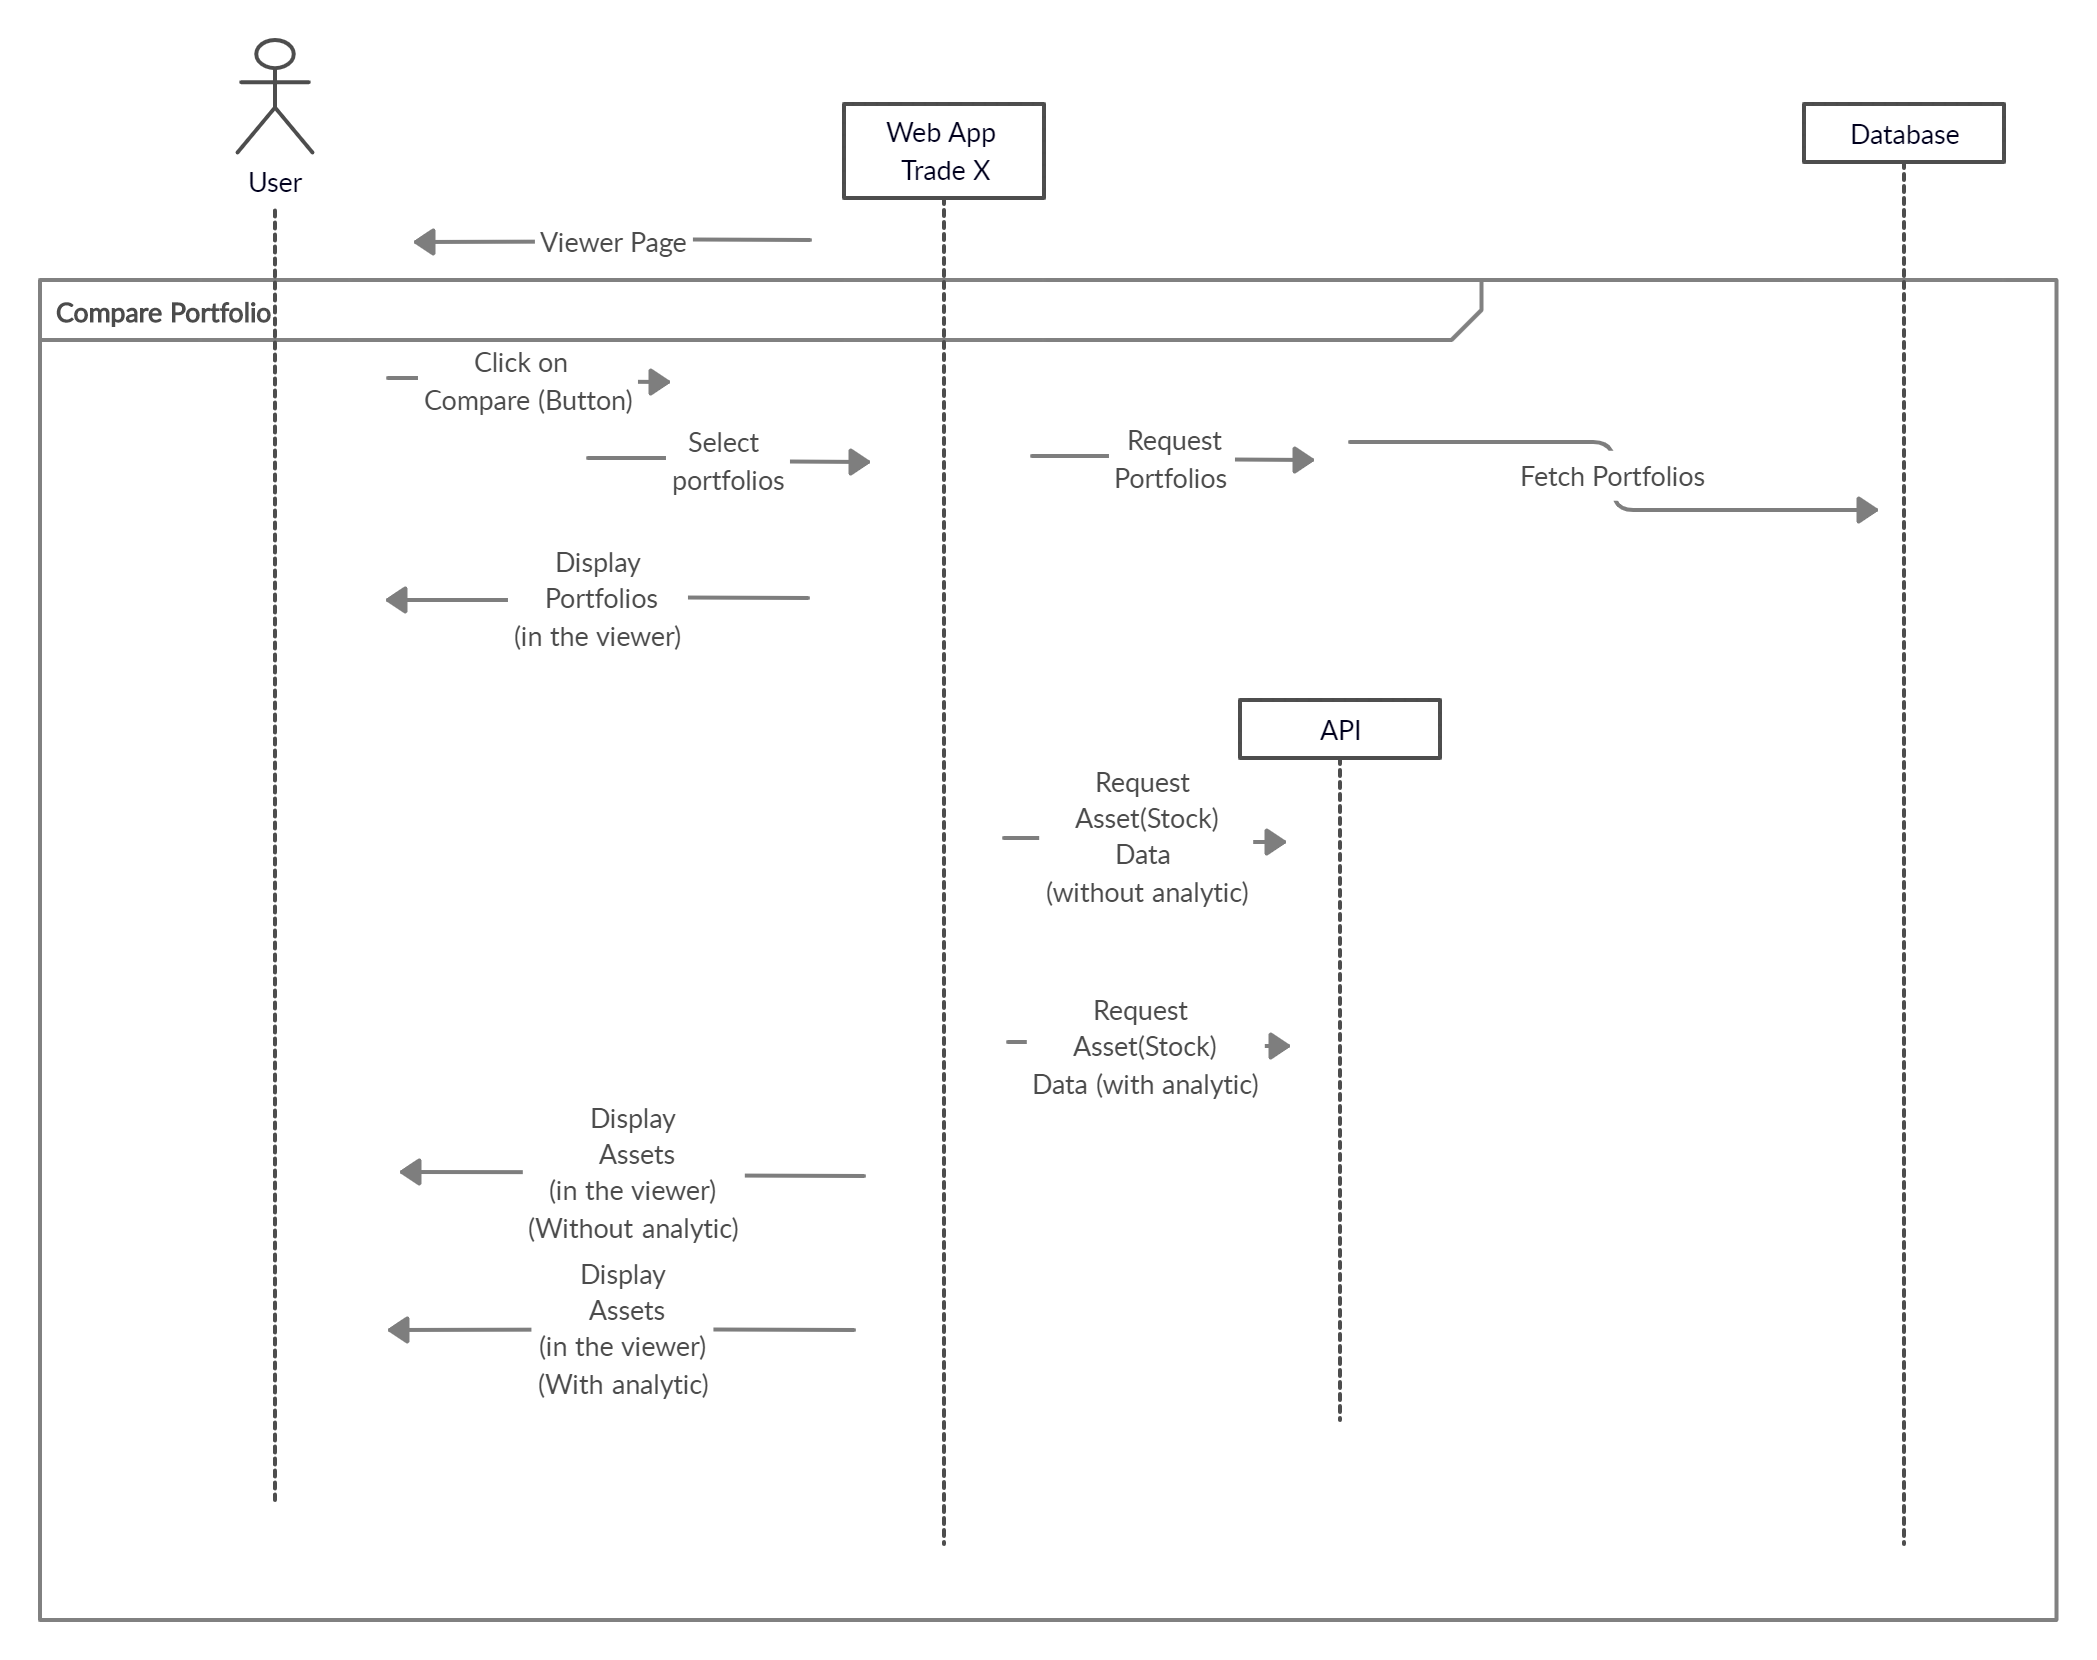 User
Web App
Trade X
Database
Viewer Page
Compare Portfolio
Click on
Compare (Button)
Select
portfolios
Request
Portfolios
Fetch Portfolios
Display
Portfolios
(in the viewer)
API
Request
Asset(Stock)
Data
(without analytic)
Request
Asset(Stock)
Data (with analytic)
Display
Assets
(in the viewer)
(Without analytic)
Display
Assets
(in the viewer)
(With analytic)